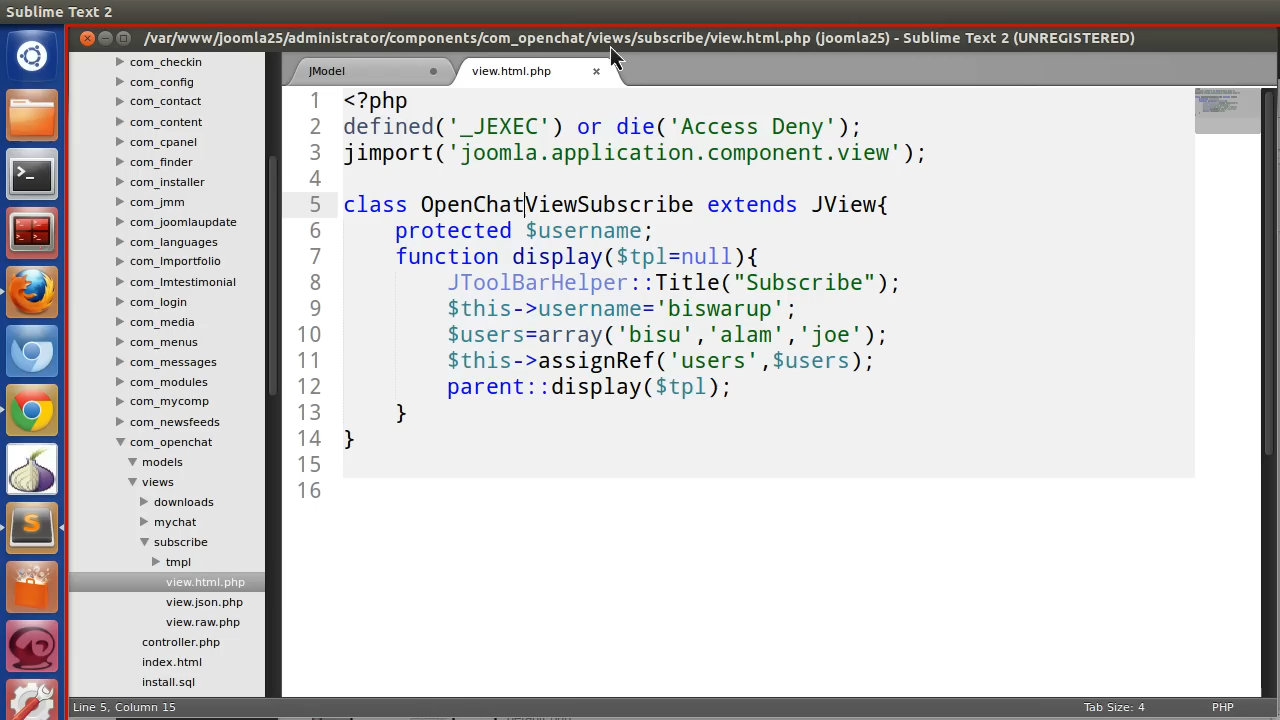 Sublime Text 2
/var/www/joomla25/administrator/components/com_openchat/views/subscribe/view.html.php (joomla25) - Sublime Text 2 (UNREGISTERED)
com_checkin
com_config
com_contact
com_content
com_cpanel
com_finder
com_installer
com_jmm
com_joomlaupdate
com_languages
com_lmportfolio
com_lmtestimonial
com_login
com_media
com_menus
com_messages
com_modules
com_mycomp
com_newsfeeds
com_openchat
models
views
downloads
mychat
subscribe
tmpl
view.html.php
view.json.php
view.raw.php
controller.php
index.html
install.sql
JModel
view.html.php
1 <?php
2 defined('_JEXEC') or die('Access Deny');
3 jimport('joomla.application.component.view');
4
5 class OpenChatViewSubscribe extends JView{
6 protected $username;
7 function display($tpl=null){
8 JToolBarHelper::Title("Subscribe");
9 $this->username='biswarup';
10 $users=array('bisu','alam','joe');
11 $this->assignRef('users',$users);
12 parent::display($tpl);
13 }
14 }
15
16
Line 5, Column 15
Tab Size: 4
PHP